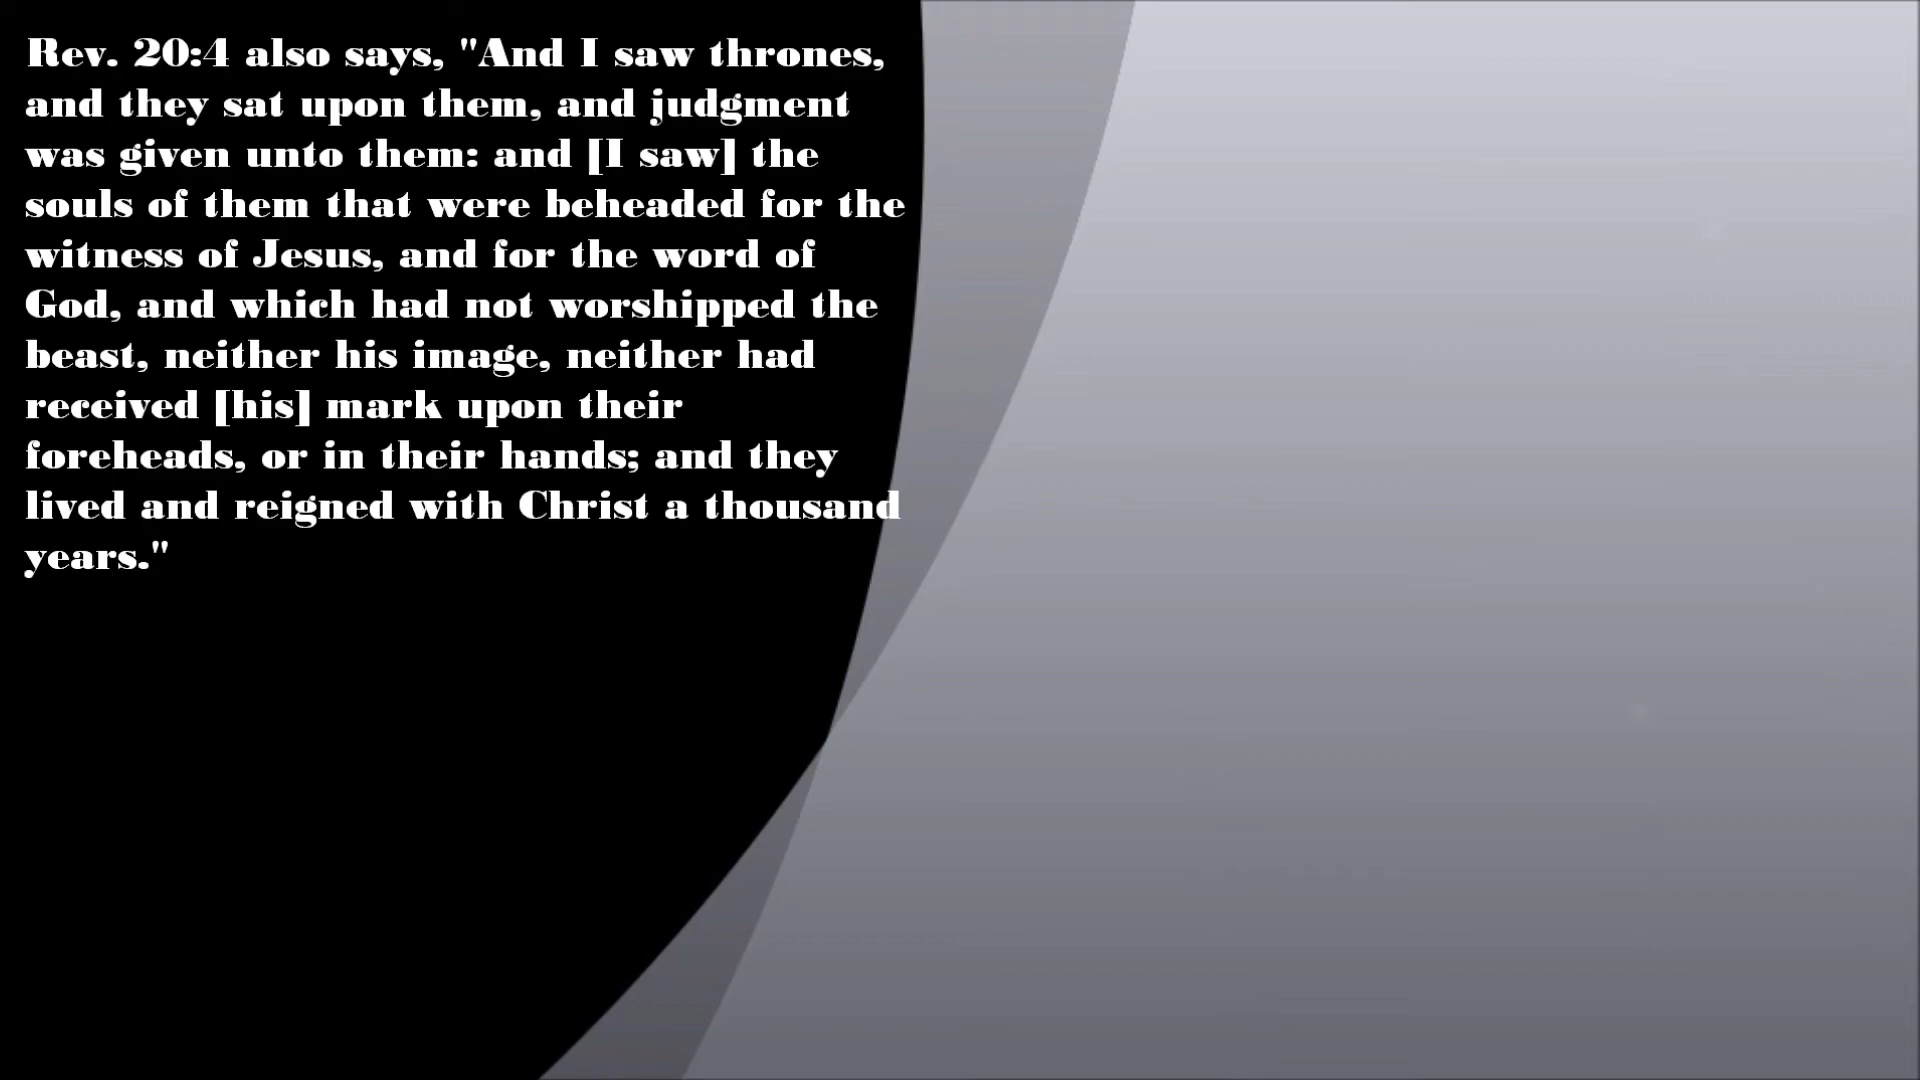 Rev. 20:4 also says, "And I saw thrones,
and they sat upon them, and judgment
was given unto them: and [I saw] the
souls of them that were beheaded for the
witness of Jesus, and for the word of
God, and which had not worshipped the
beast, neither his image, neither had
received [his] mark upon their
foreheads, or in their hands; and they
lived and reigned with Christ a thousand
years."